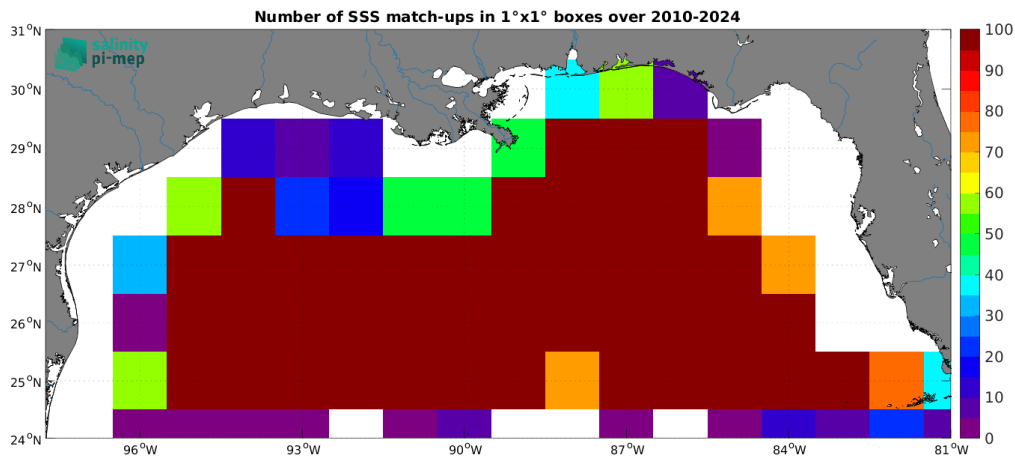 Number of SSS match-ups in 1°x1° boxes over 2010-2024
salinity
pi-mep
31°N
30°N
29°N
28°N
27°N
26°N
25°N
24°N
96°W
93°W
90°W
87°W
84°W
81°W
100
90
80
70
60
50
40
30
20
10
0